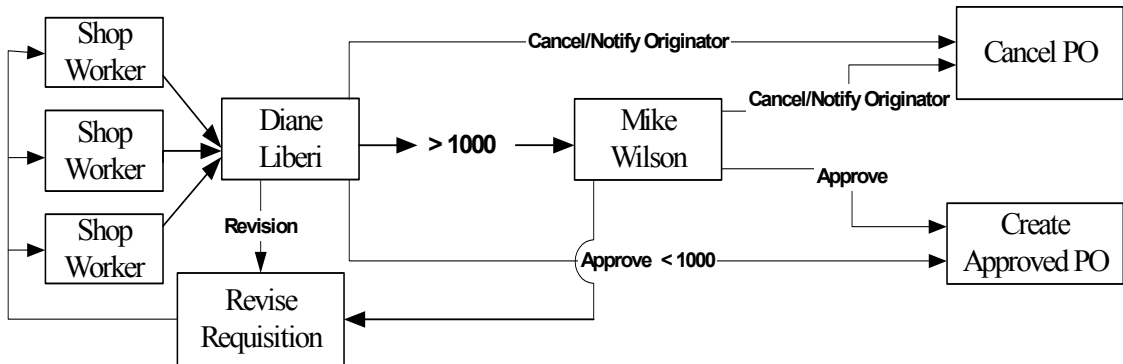 Shop
Worker
Cancel/Notify Originator
Cancel PO
Shop
Worker
Diane
Liberi
> 1000
Mike
Wilson
Cancel/Notify Originator
Approve
Shop
Worker
Revision
Approve < 1000
Create
Approved PO
Revise
Requisition